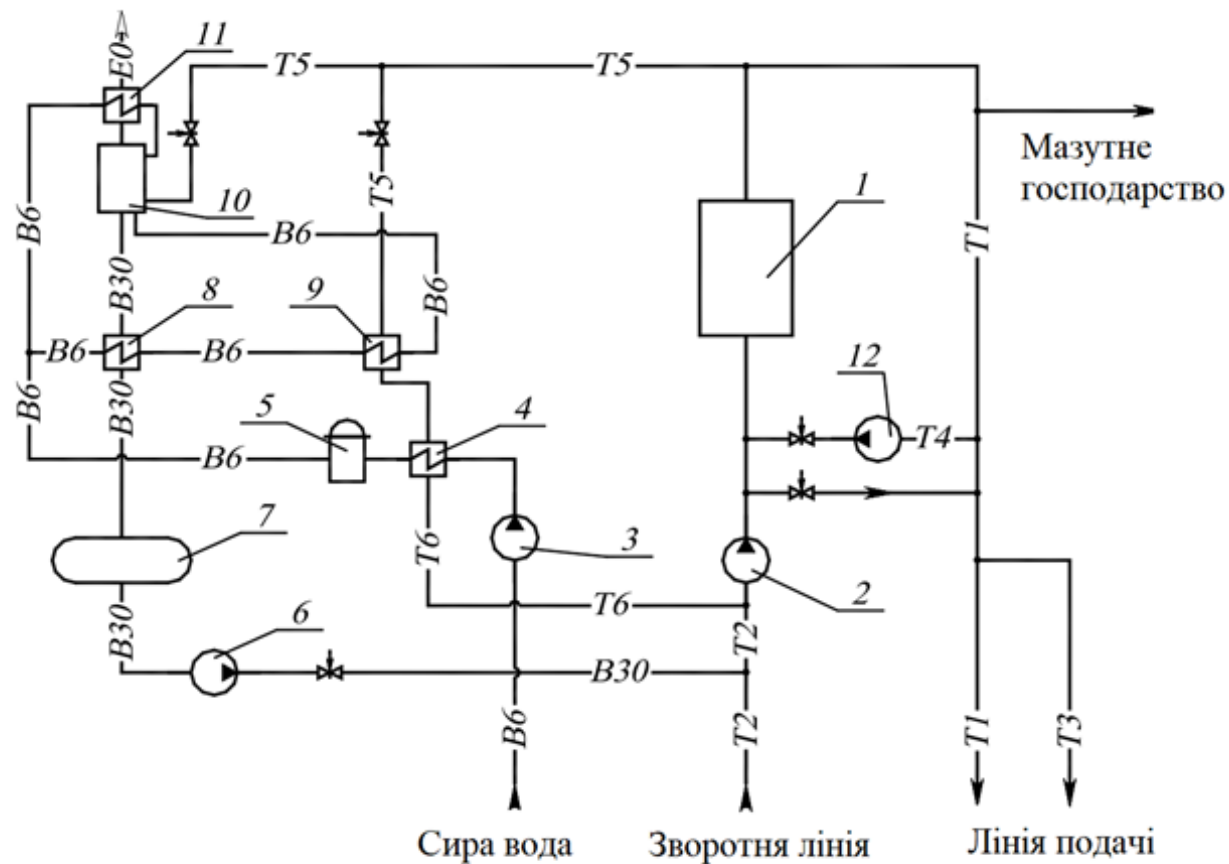 E0
11
T5
T5
Мазутне
господарство
1
10
T5
B6
B6
B30
T1
8
9
B6
12
B6
B6
B6
B30
5
4
T4
B6
7
3
T6
2
6
T6
T2
B30
B30
B6
T2
T1
T3
Сира вода
Зворотня лінія
Лінія подачі